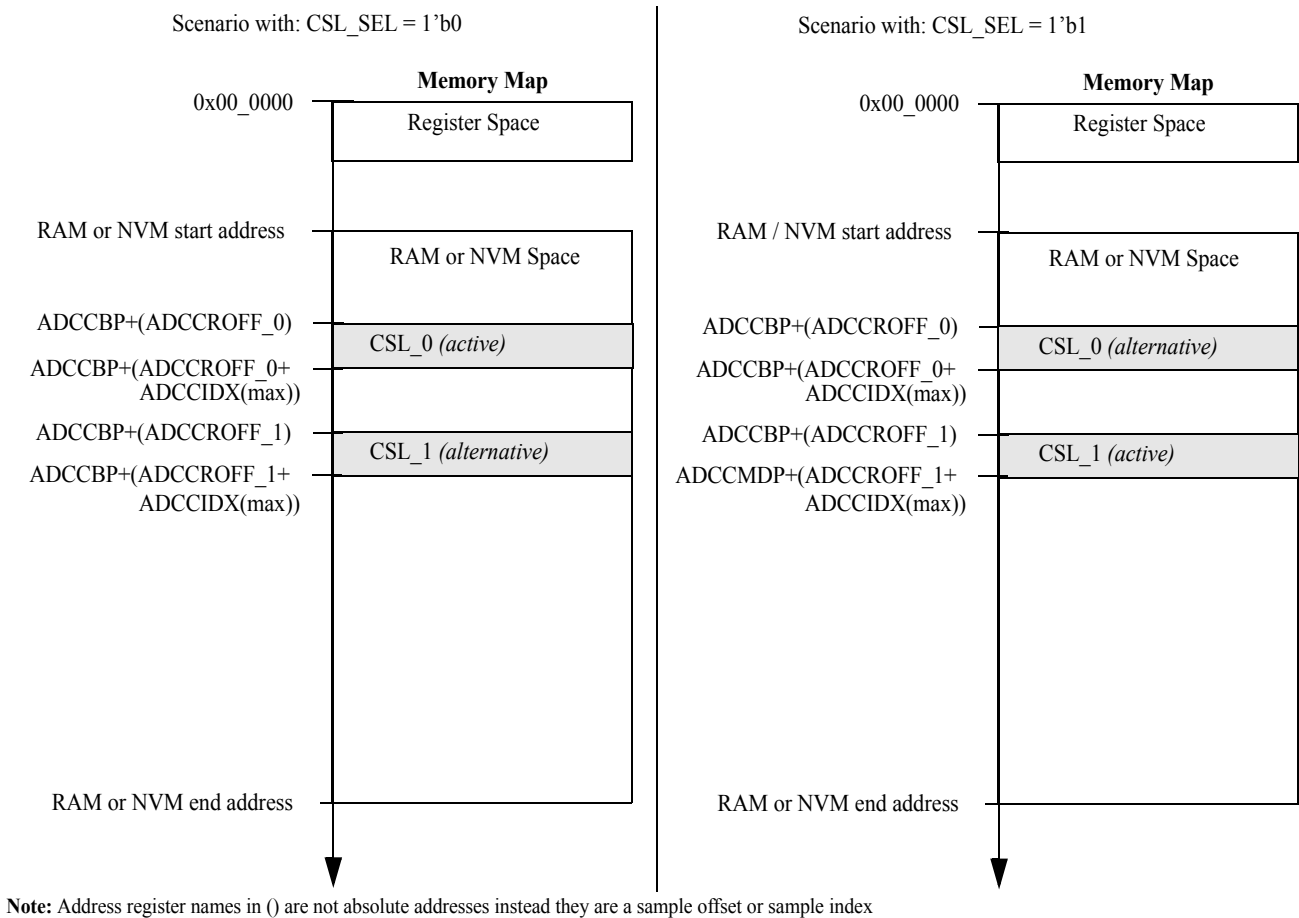 Scenario with: CSL_SEL = 1’b0
Memory Map
0x00_0000
Register Space
RAM or NVM start address
RAM or NVM Space
ADCCBP+(ADCCROFF_0)
CSL_0 (active)
ADCCBP+(ADCCROFF_0+
ADCCIDX(max))
ADCCBP+(ADCCROFF_1)
CSL_1 (alternative)
ADCCBP+(ADCCROFF_1+
ADCCIDX(max))
RAM or NVM end address
Scenario with: CSL_SEL = 1’b1
Memory Map
0x00_0000
Register Space
RAM / NVM start address
RAM or NVM Space
ADCCBP+(ADCCROFF_0)
CSL_0 (alternative)
ADCCBP+(ADCCROFF_0+
ADCCIDX(max))
ADCCBP+(ADCCROFF_1)
CSL_1 (active)
ADCCMDP+(ADCCROFF_1+
ADCCIDX(max))
RAM or NVM end address
Note: Address register names in () are not absolute addresses instead they are a sample offset or sample index